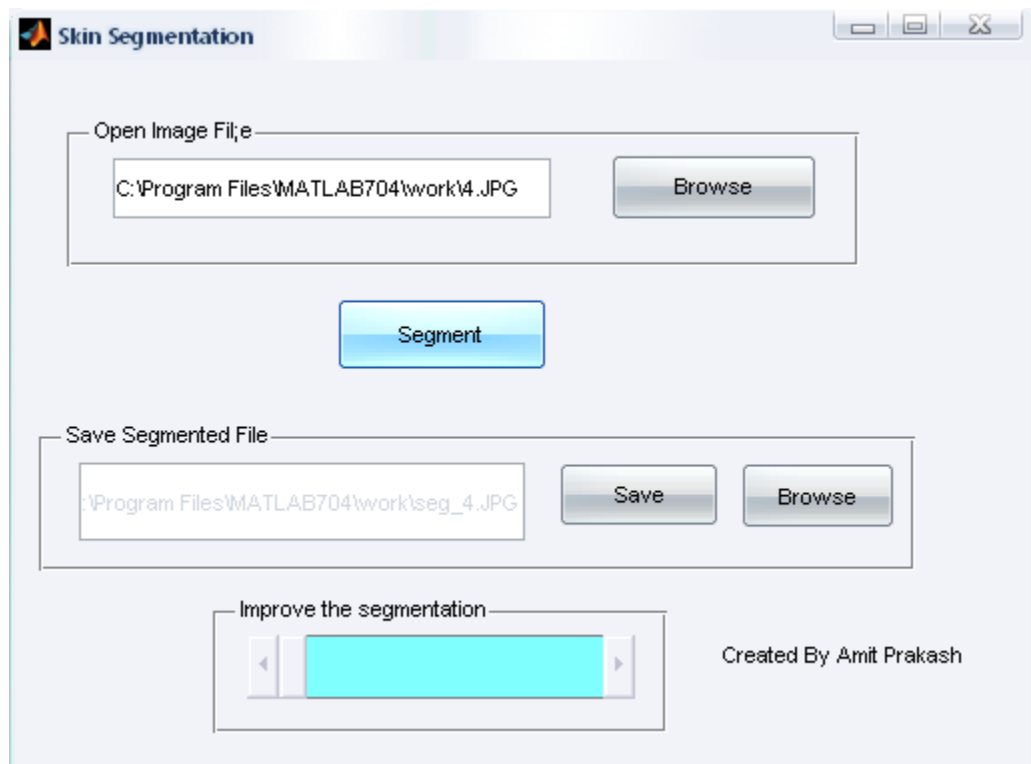 Skin Segmentation
Open Image Fil;e
C:\Program Files\MATLAB704\work\4.JPG
Browse
Segment
Save Segmented File
:\Program Files\MATLAB704\work\seg_4.JPG
Save
Browse
Improve the segmentation
Created By Amit Prakash